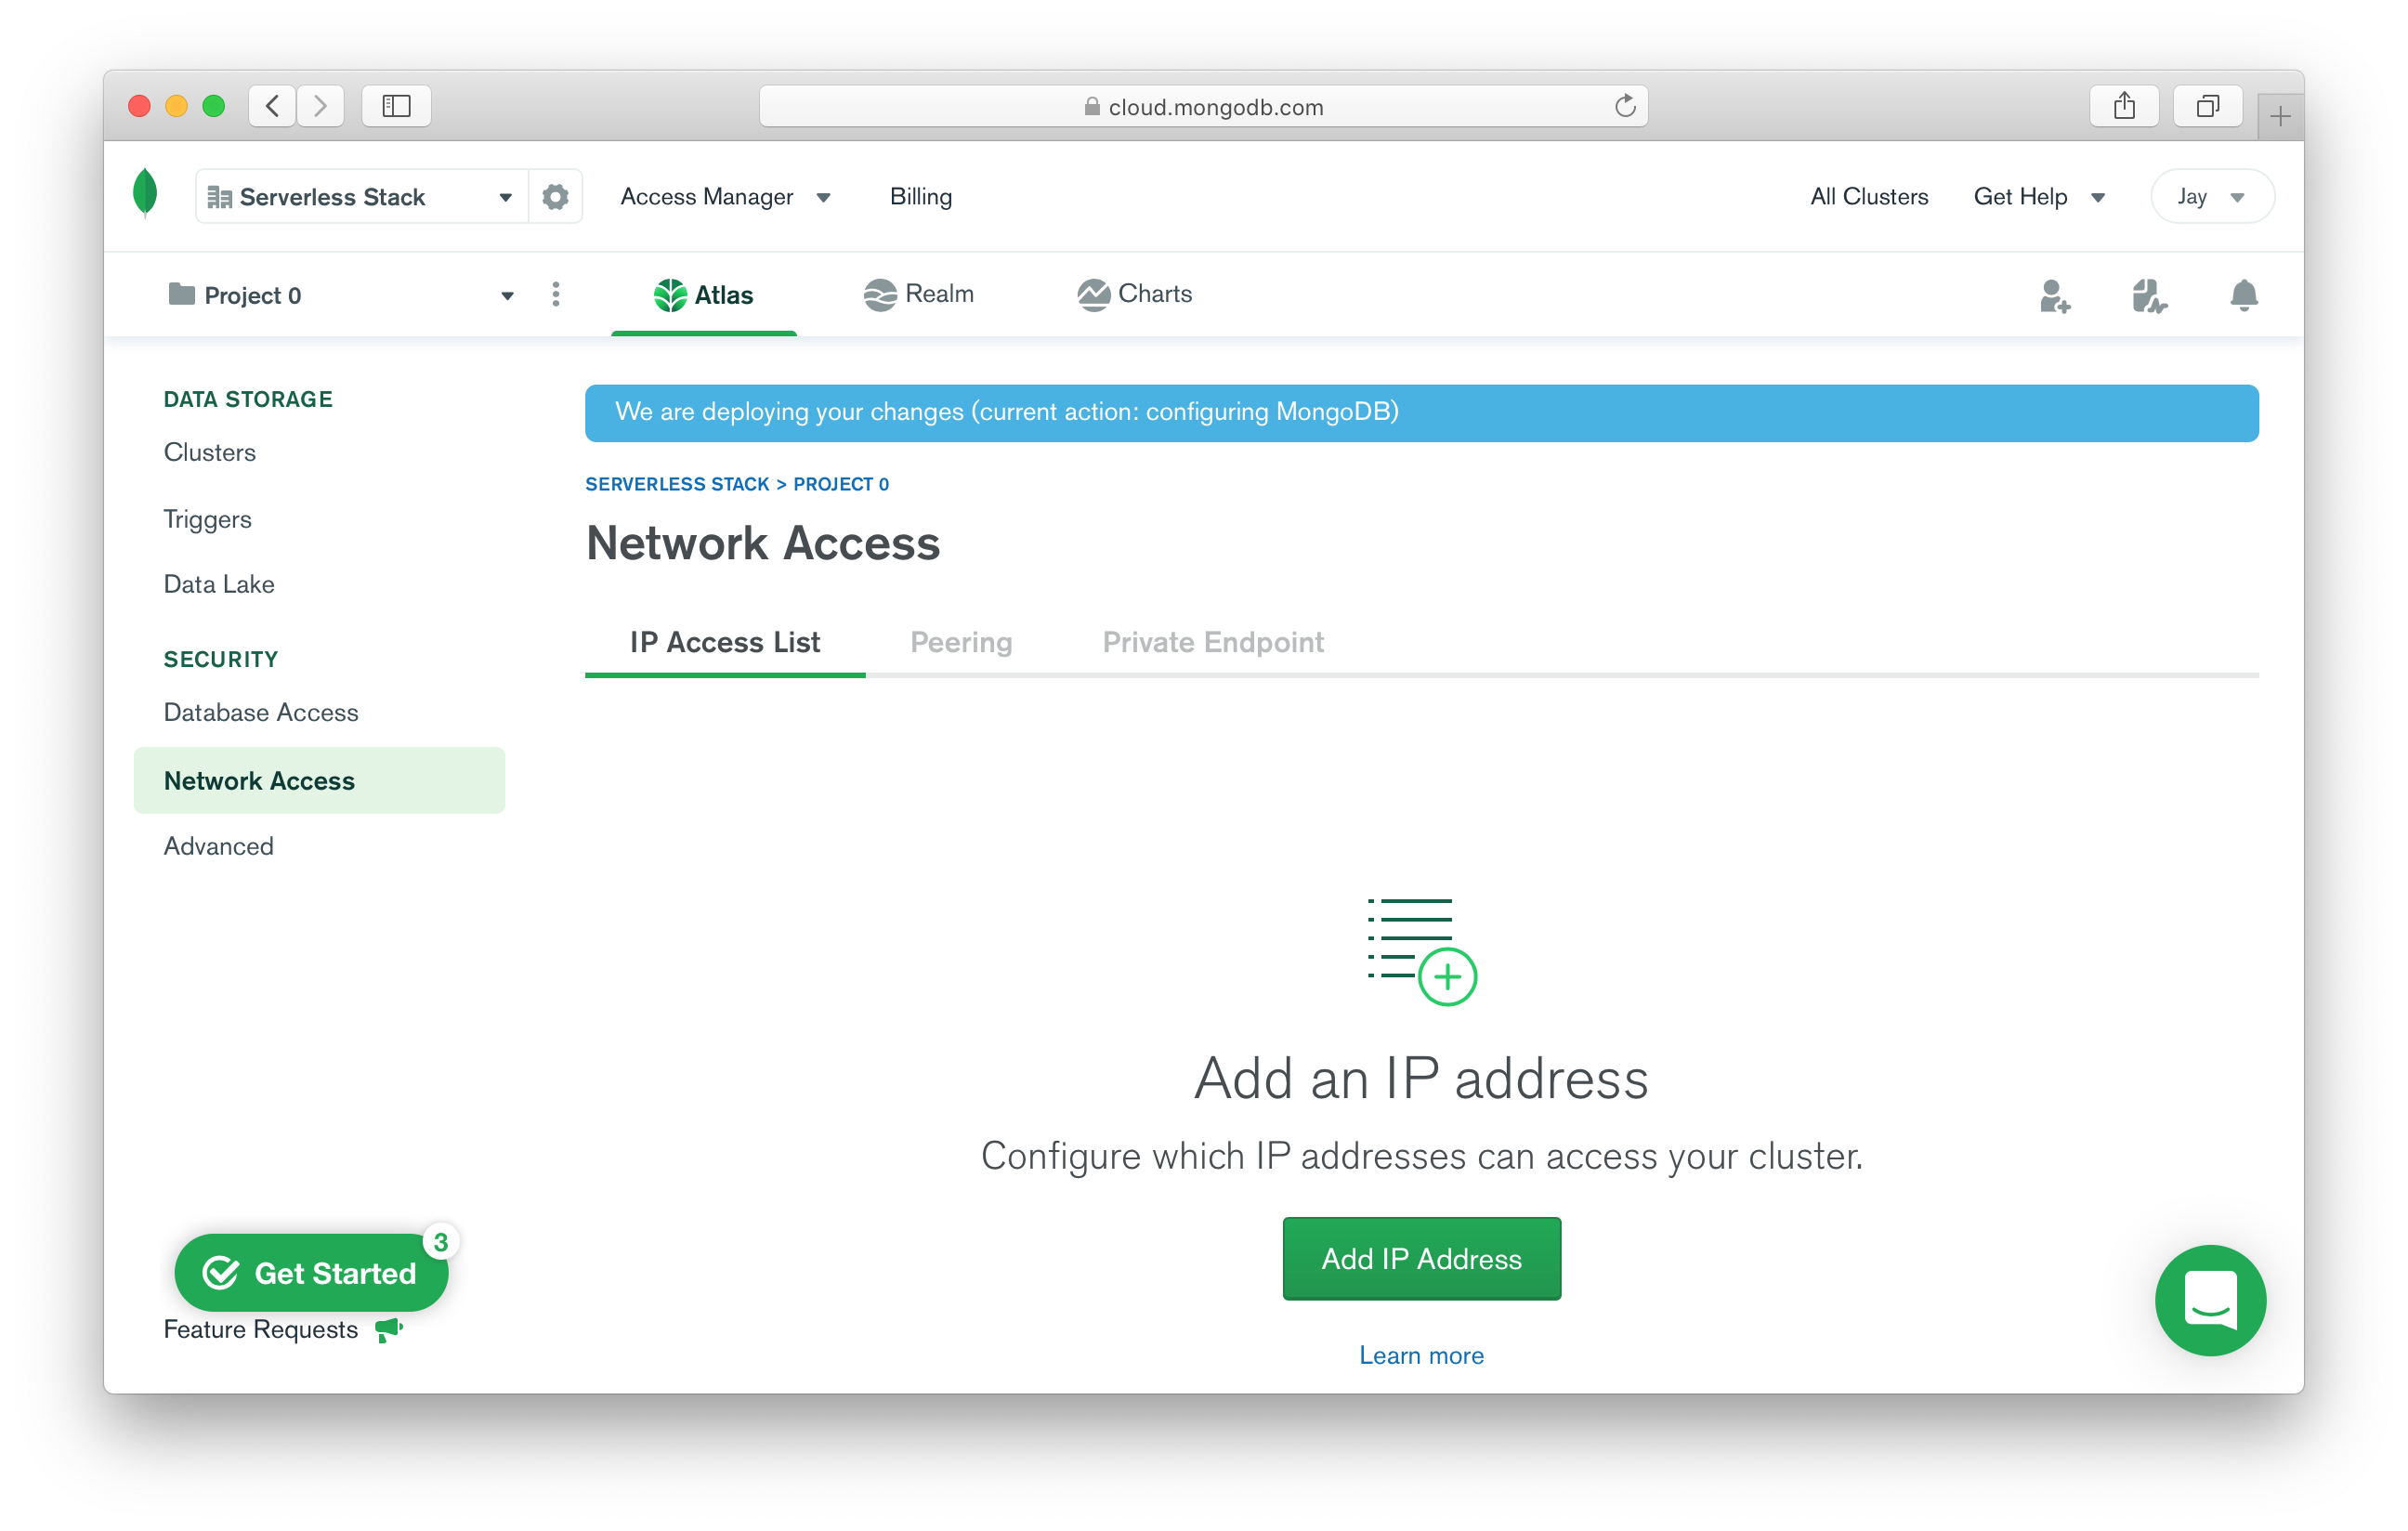 cloud.mongodb.com
Serverless Stack
Access Manager
Billing
All Clusters
Get Help
Jay
Project 0
Atlas
Realm
Charts
DATA STORAGE
Clusters
Triggers
Data Lake
SECURITY
Database Access
Network Access
Advanced
Get Started
3
Feature Requests
We are deploying your changes (current action: configuring MongoDB)
SERVERLESS STACK > PROJECT 0
Network Access
IP Access List
Peering
Private Endpoint
Add an IP address
Configure which IP addresses can access your cluster.
Add IP Address
Learn more